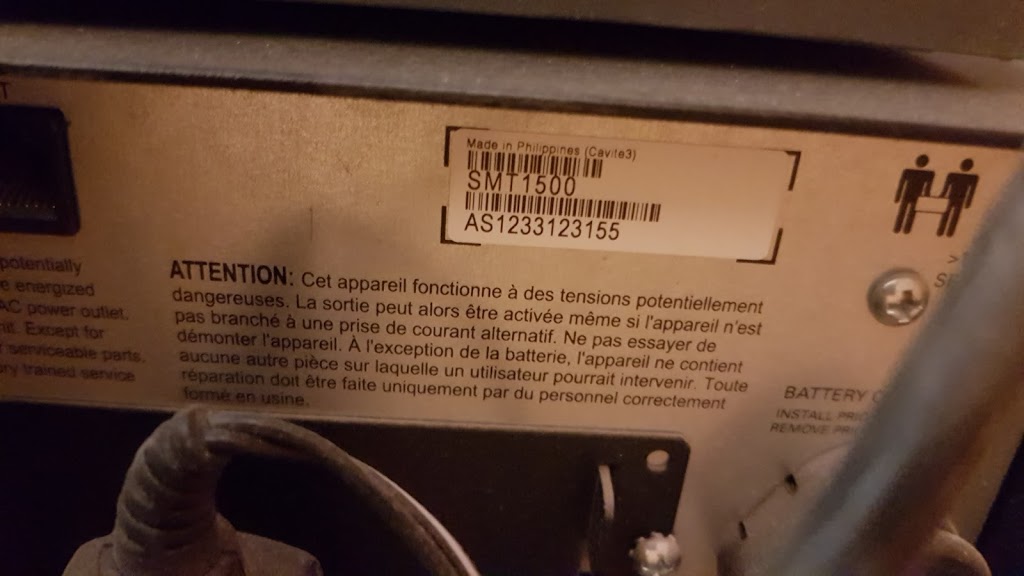 T
Made in Philippines (Cavite3)
SMT1500
AS1233123155
potentially
e energized
AC power outlet.
nit. Except for
serviceable parts.
ory trained service
ATTENTION: Cet appareil fonctionne à des tensions potentiellement
dangereuses. La sortie peut alors être activée même si l'appareil n'est
pas branché à une prise de courant alternatif. Ne pas essayer de
démonter l'appareil. À l'exception de la batterie, l'appareil ne contient
aucune autre pièce sur laquelle un utilisateur pourrait intervenir. Toute
réparation doit être faite uniquement par du personnel correctement
formé en usine.
BATTERY
INSTALL
REMOVE